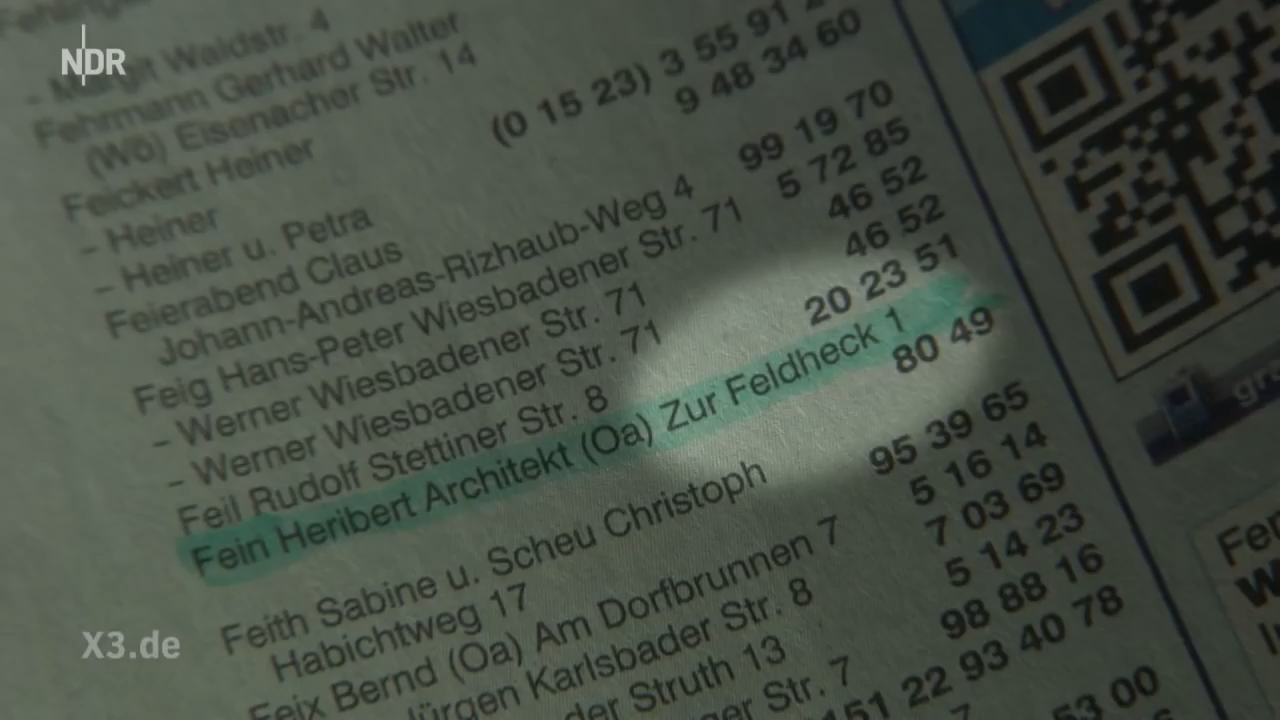 NDR
- Margit Waldstr. 4
Fehrmann Gerhard Walter
(Wö) Eisenacher Str. 14
Feickert Heiner
- Heiner (0 15 23) 3 55 91
- Heiner u. Petra 9 48 34 60
Feierabend Claus
Johann-Andreas-Rizhaub-Weg 4 99 19 70
Feig Hans-Peter Wiesbadener Str. 71 5 72 85
- Werner Wiesbadener Str. 71 46 52
- Werner Wiesbadener Str. 71 46 52
Feil Rudolf Stettiner Str. 8 20 23 51
Fein Heribert Architekt (Oa) Zur Feldheck 1 80 49
Feith Sabine u. Scheu Christoph
Habichtweg 17 95 39 65
Feix Bernd (Oa) Am Dorfbrunnen 7 5 16 14
Jürgen Karlsbader Str. 8 7 03 69
der Struth 13 5 14 23
Str. 7 98 88 16
151 22 93 40 78
7 53 00
X3.de